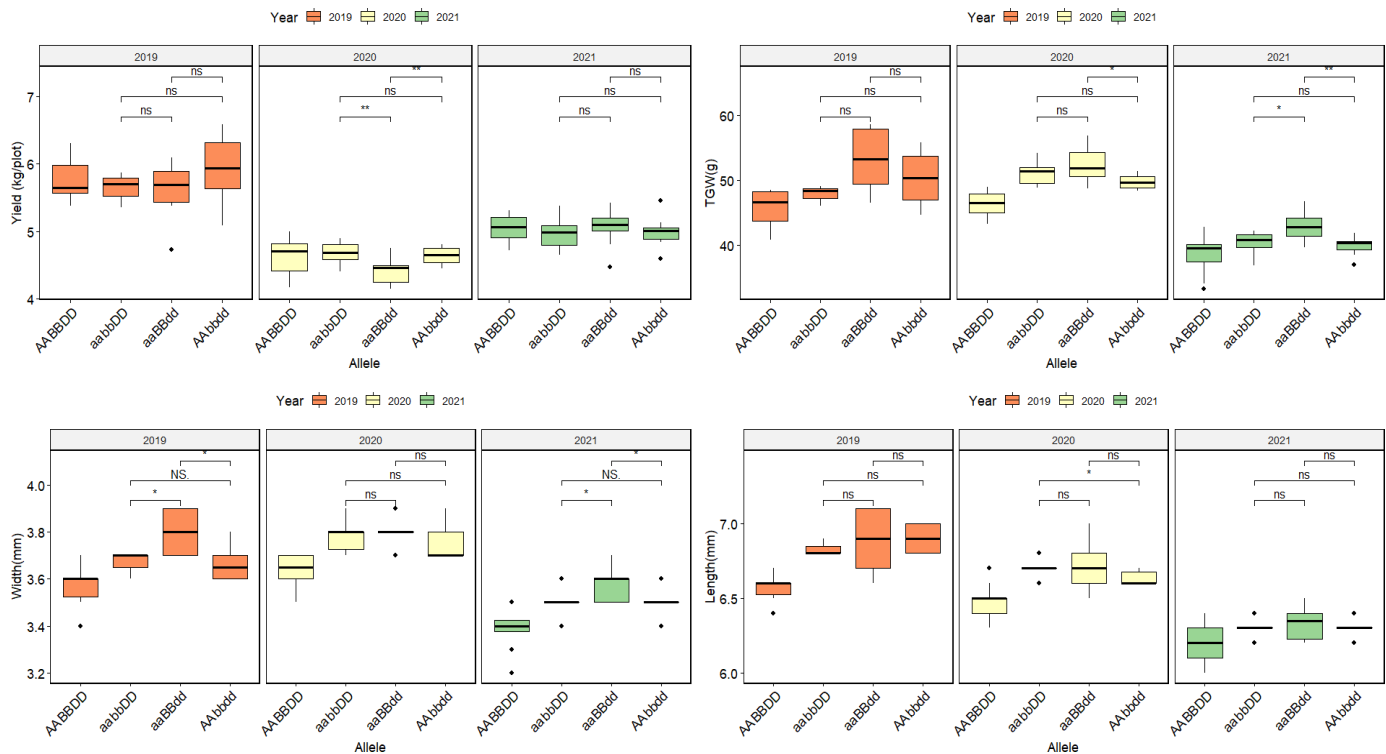 Year 2019 2020 2021
2019 2020 2021
ns ** ns
ns ns ns
ns ** ns
Yield (kg/plot)
7
6
5
4
AABBDD aabbDD aaBBdd AAbbdd AABBDD aabbDD aaBBdd AAbbdd AABBDD aabbDD aaBBdd AAbbdd
Allele
Year 2019 2020 2021
2019 2020 2021
ns * **
ns ns ns
ns ns *
TGW(g)
60
50
40
AABBDD aabbDD aaBBdd AAbbdd AABBDD aabbDD aaBBdd AAbbdd AABBDD aabbDD aaBBdd AAbbdd
Allele
Year 2019 2020 2021
2019 2020 2021
* ns *
NS. ns NS.
* ns *
Width(mm)
4.0
3.8
3.6
3.4
3.2
AABBDD aabbDD aaBBdd AAbbdd AABBDD aabbDD aaBBdd AAbbdd AABBDD aabbDD aaBBdd AAbbdd
Allele
Year 2019 2020 2021
2019 2020 2021
ns ns ns
ns * ns
ns ns ns
Length(mm)
7.0
6.5
6.0
AABBDD aabbDD aaBBdd AAbbdd AABBDD aabbDD aaBBdd AAbbdd AABBDD aabbDD aaBBdd AAbbdd
Allele